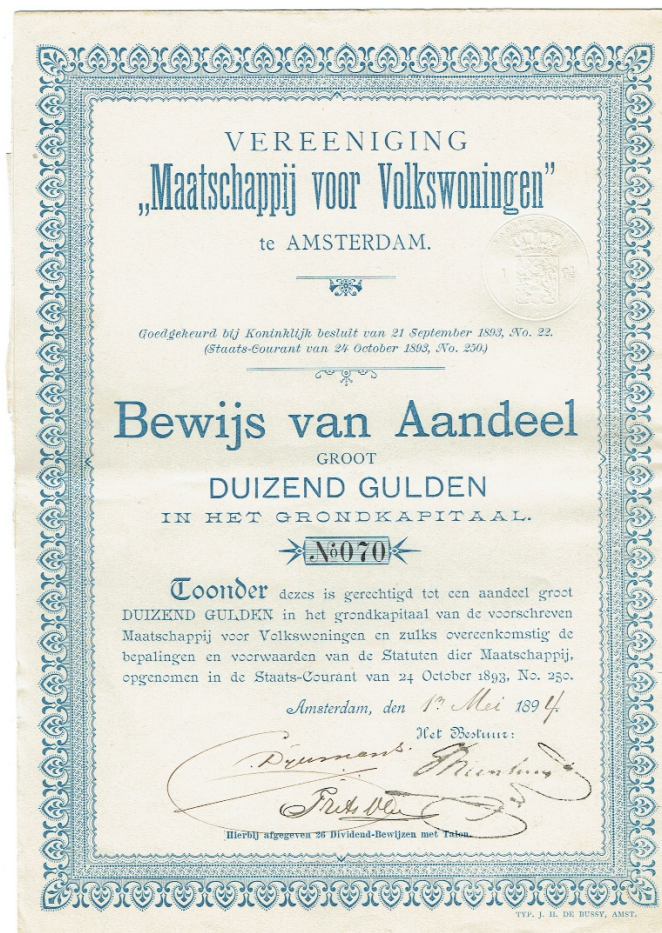 VEREENIGING
„Maatschappij voor Volkswoningen”
te AMSTERDAM.
Goedgekeurd bij Koninklijk besluit van 21 September 1893, No. 22.
(Staats-Courant van 24 October 1893, No. 250.)
Bewijs van Aandeel
GROOT
DUIZEND GULDEN
IN HET GRONDKAPITAAL.
No 070
Toonder dezes is gerechtigd tot een aandeel groot
DUIZEND GULDEN in het grondkapitaal van de voorschreven
Maatschappij voor Volkswoningen en zulks overeenkomstig de
bepalingen en voorwaarden van de Statuten dier Maatschappij,
opgenomen in de Staats-Courant van 24 October 1893, No. 250.
Amsterdam, den 1n Mei 1894.
Het Bestuur:
Hierbij afgegeven 26 Dividend-Bewijzen met Talon.
TYP. J. H. DE BUSSY, AMST.